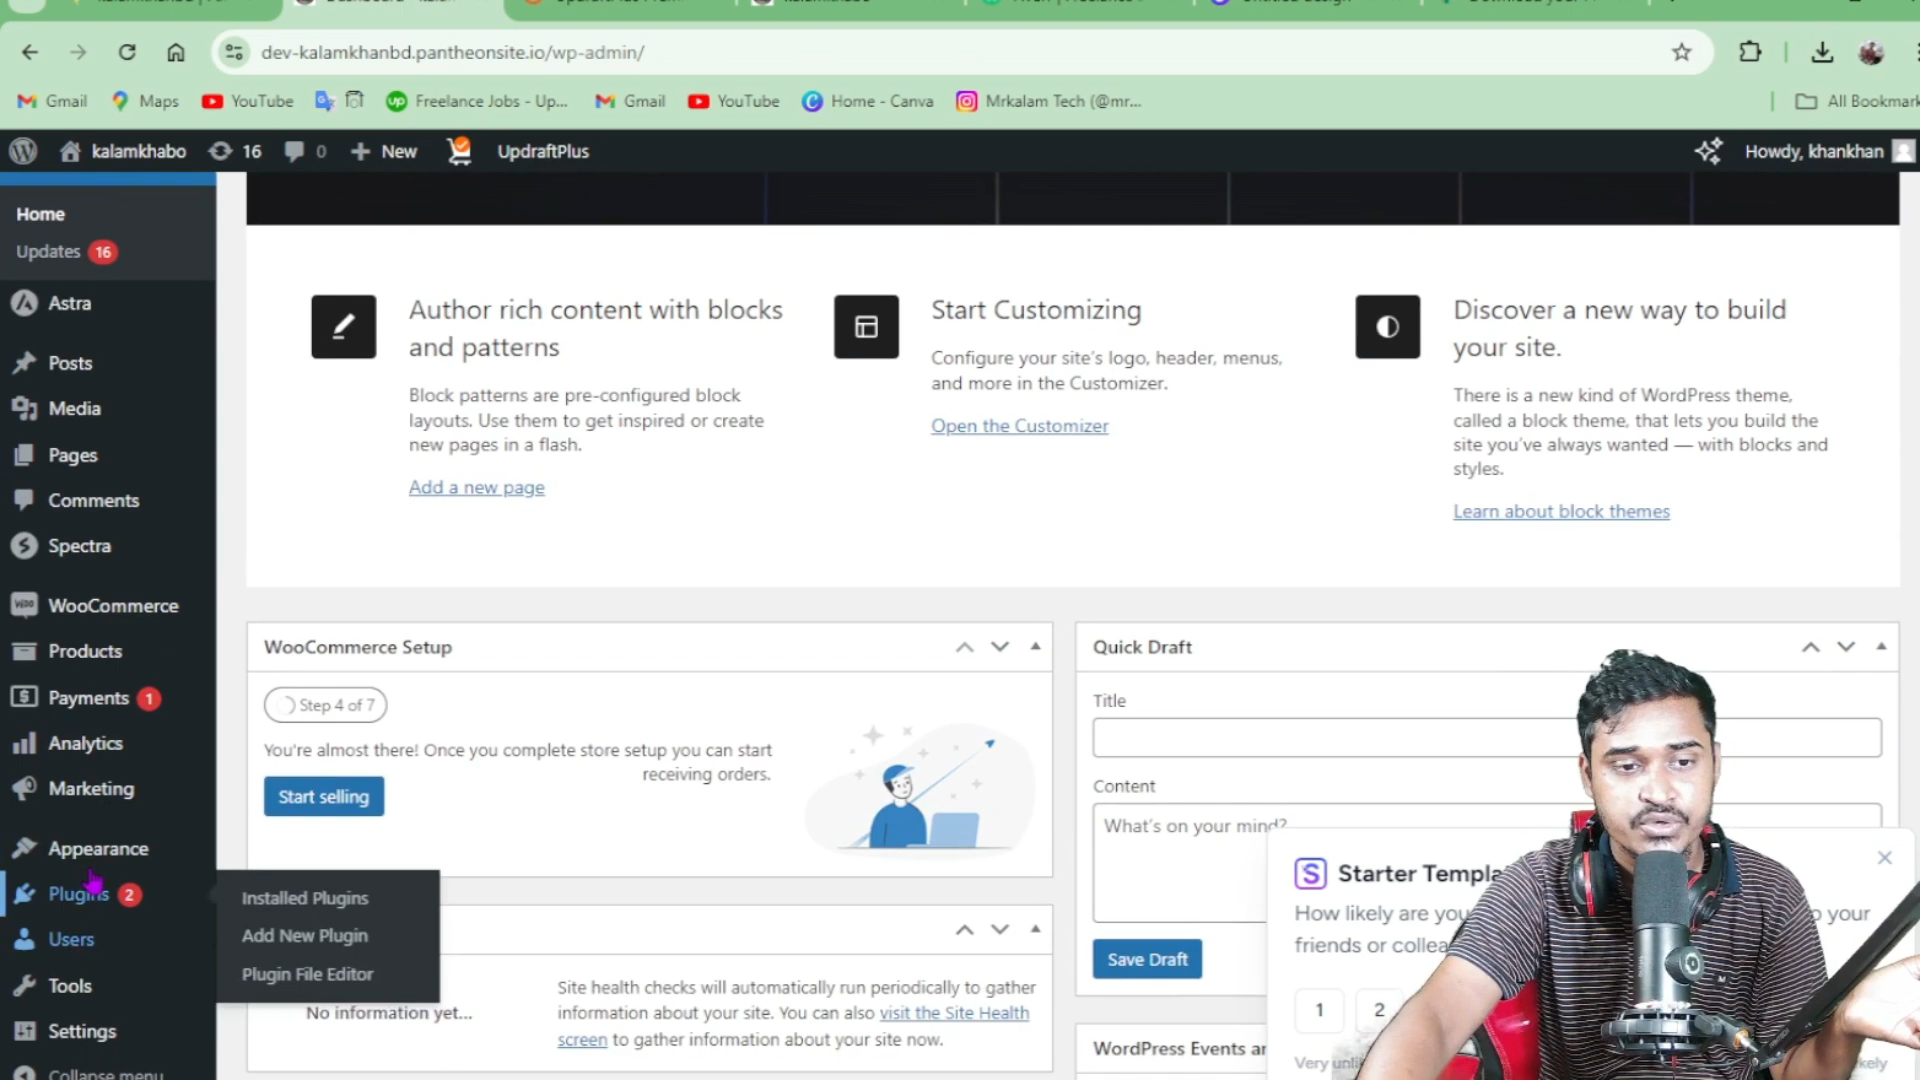 dev-kalamkhanbd.pantheonsite.io/wp-admin/
Gmail Maps YouTube Freelance Jobs - Up... Gmail YouTube Home - Canva Mrkalam Tech (@mr... All Bookmark
kalamkhabo 16 0 New UpdraftPlus Howdy, khankhan
Home
Updates 16
Astra
Posts
Media
Pages
Comments
Spectra
WooCommerce
Products
Payments 1
Analytics
Marketing
Appearance
Plugins 2
Users
Tools
Settings
Collapse menu
Installed Plugins
Add New Plugin
Plugin File Editor
Author rich content with blocks
and patterns
Block patterns are pre-configured block
layouts. Use them to get inspired or create
new pages in a flash.
Add a new page
Start Customizing
Configure your site's logo, header, menus,
and more in the Customizer.
Open the Customizer
Discover a new way to build
your site.
There is a new kind of WordPress theme,
called a block theme, that lets you build the
site you've always wanted — with blocks and
styles.
Learn about block themes
WooCommerce Setup
Step 4 of 7
You're almost there! Once you complete store setup you can start
receiving orders.
Start selling
No information yet...
Site health checks will automatically run periodically to gather
information about your site. You can also visit the Site Health
screen to gather information about your site now.
Quick Draft
Title
Content
What's on your mind?
Save Draft
WordPress Events
Starter
How likely are you your
friends or
1 2
Very